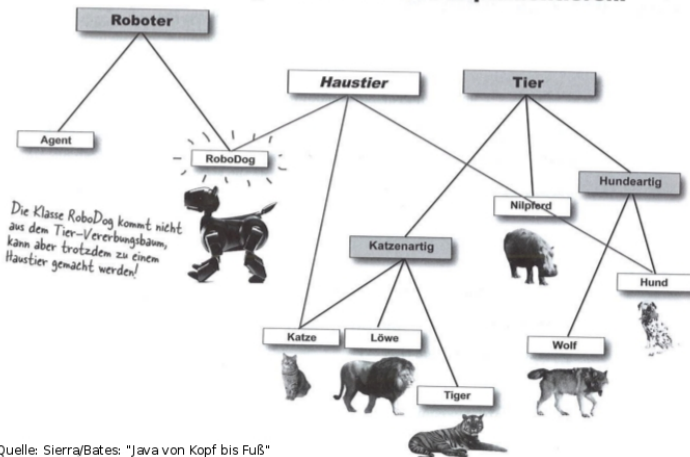 Roboter
Haustier
Tier
Agent
RoboDog
Hundeartig
Nilpferd
Die Klasse RoboDog kommt nicht
aus dem Tier-Vererbungsbaum,
kann aber trotzdem zu einem
Haustier gemacht werden!
Katzenartig
Hund
Katze
Löwe
Wolf
Tiger
Quelle: Sierra/Bates: "Java von Kopf bis Fuß"